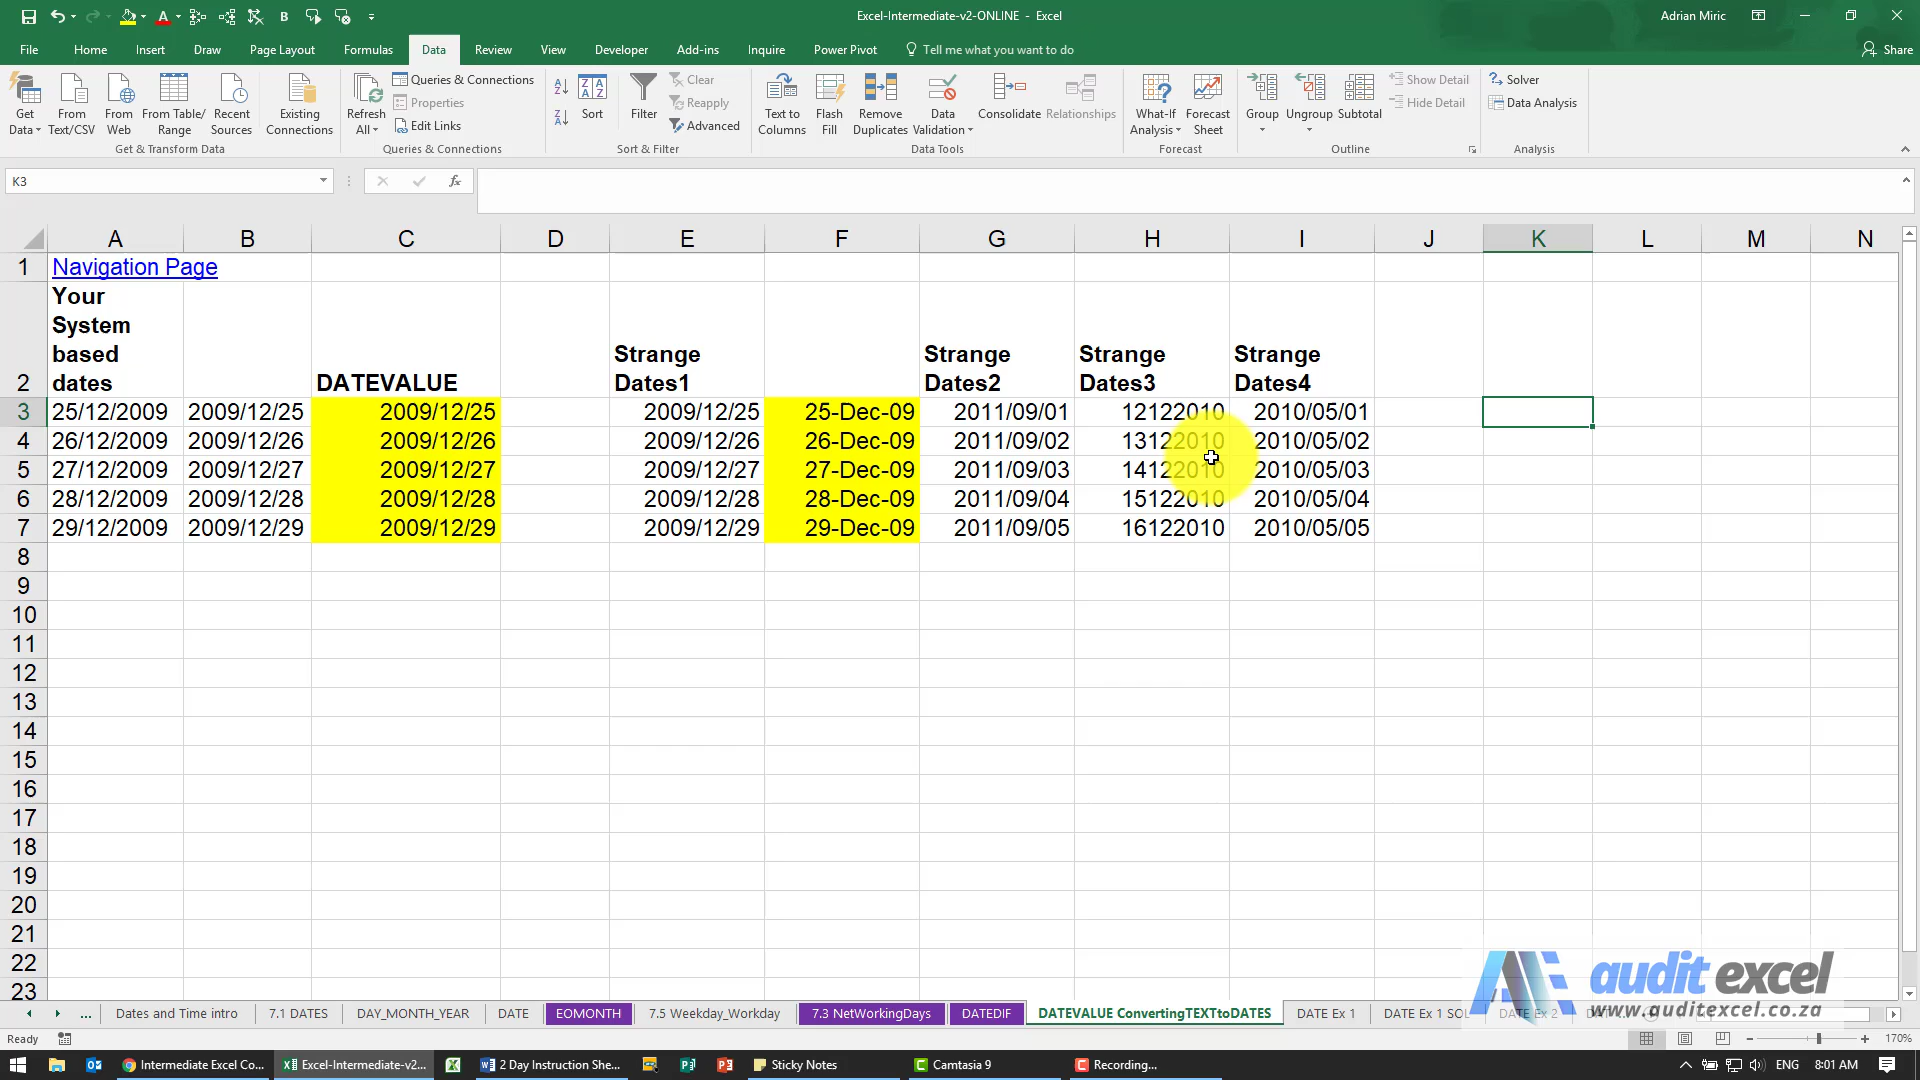 Excel-Intermediate-v2-ONLINE - Excel
Adrian Miric
File Home Insert Draw Page Layout Formulas Data Review View Developer Add-ins Inquire Power Pivot Tell me what you want to do Share
Get Data
From Text/CSV
From Web
From Table/ Range
Recent Sources
Existing Connections
Get & Transform Data
Refresh All
Queries & Connections
Properties
Edit Links
Queries & Connections
Sort
Filter
Clear
Reapply
Advanced
Sort & Filter
Text to Columns
Flash Fill
Remove Duplicates
Data Validation
Consolidate
Relationships
Data Tools
What-If Analysis
Forecast Sheet
Forecast
Group
Ungroup
Subtotal
Show Detail
Hide Detail
Outline
Solver
Data Analysis
Analysis
K3
fx
A B C D E F G H I J K L M N
1 Navigation Page
2 Your System based dates DATEVALUE Strange Dates1 Strange Dates2 Strange Dates3 Strange Dates4
3 25/12/2009 2009/12/25 2009/12/25 2009/12/25 25-Dec-09 2011/09/01 12122010 2010/05/01
4 26/12/2009 2009/12/26 2009/12/26 2009/12/26 26-Dec-09 2011/09/02 13122010 2010/05/02
5 27/12/2009 2009/12/27 2009/12/27 2009/12/27 27-Dec-09 2011/09/03 14122010 2010/05/03
6 28/12/2009 2009/12/28 2009/12/28 2009/12/28 28-Dec-09 2011/09/04 15122010 2010/05/04
7 29/12/2009 2009/12/29 2009/12/29 2009/12/29 29-Dec-09 2011/09/05 16122010 2010/05/05
8
9
10
11
12
13
14
15
16
17
18
19
20
21
22
23
audit excel
www.auditexcel.co.za
... Dates and Time intro 7.1 DATES DAY_MONTH_YEAR DATE EOMONTH 7.5 Weekday_Workday 7.3 NetWorkingDays DATEDIF DATEVALUE ConvertingTEXTtoDATES DATE Ex 1 DATE Ex 1 SOL DATE Ex 2
Ready
170%
Intermediate Excel Co... Excel-Intermediate-v2... 2 Day Instruction She... Sticky Notes Camtasia 9 Recording... ENG 8:01 AM